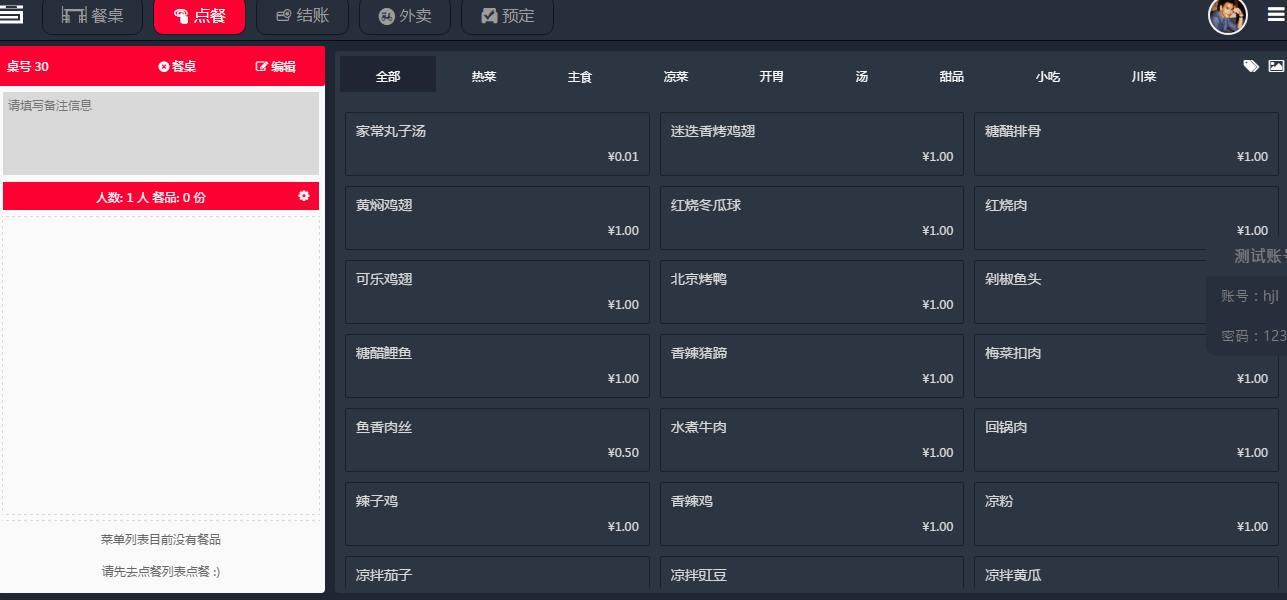 餐桌 点餐 结账 外卖 预定
桌号 30 餐桌 编辑
请填写备注信息
人数: 1 人 餐品: 0 份
菜单列表目前没有餐品
请先去点餐列表点餐 :)
全部 热菜 主食 凉菜 开胃 汤 甜品 小吃 川菜
家常丸子汤 迷迭香烤鸡翅 糖醋排骨
¥0.01 ¥1.00 ¥1.00
黄焖鸡翅 红烧冬瓜球 红烧肉
¥1.00 ¥1.00 ¥1.00
测试账号
可乐鸡翅 北京烤鸭 剁椒鱼头
账号：hjl
¥1.00 ¥1.00
密码：123
糖醋鲤鱼 香辣猪蹄 梅菜扣肉
¥1.00 ¥1.00 ¥1.00
鱼香肉丝 水煮牛肉 回锅肉
¥0.50 ¥1.00 ¥1.00
辣子鸡 香辣鸡 凉粉
¥1.00 ¥1.00 ¥1.00
凉拌茄子 凉拌豇豆 凉拌黄瓜